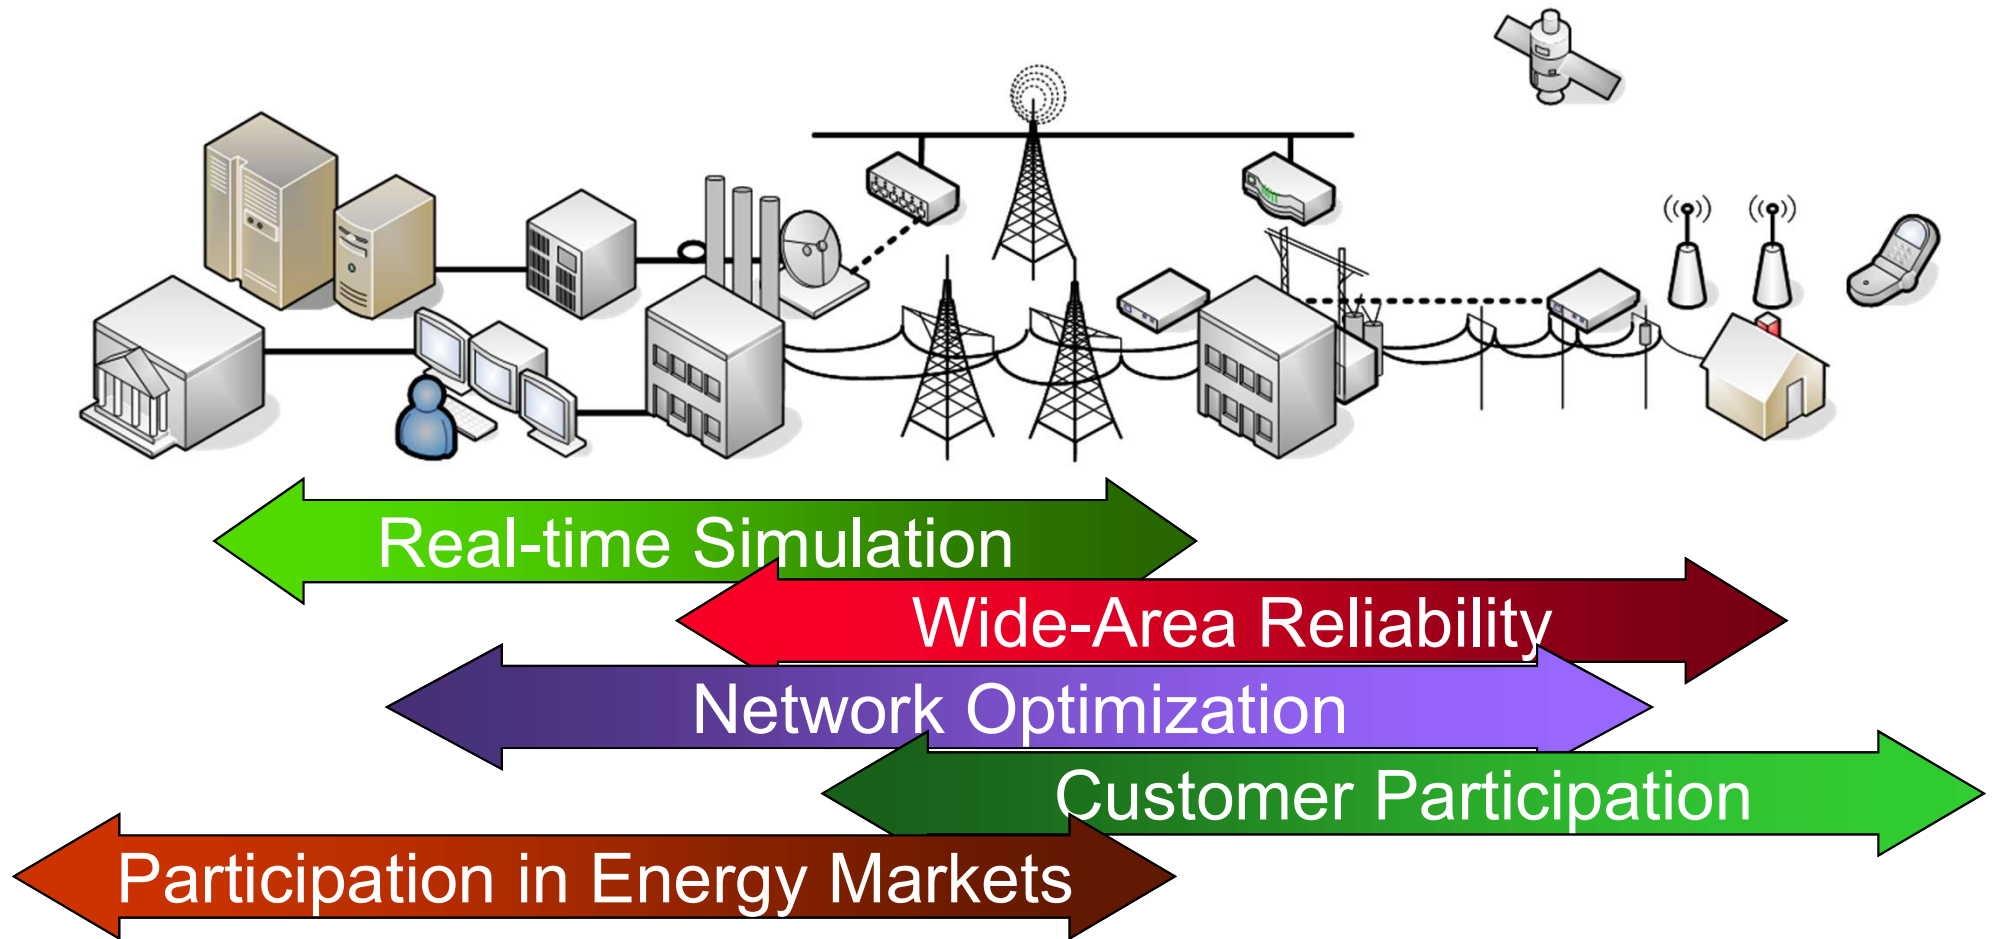 Real-time Simulation
Wide-Area Reliability
Network Optimization
Customer Participation
Participation in Energy Markets